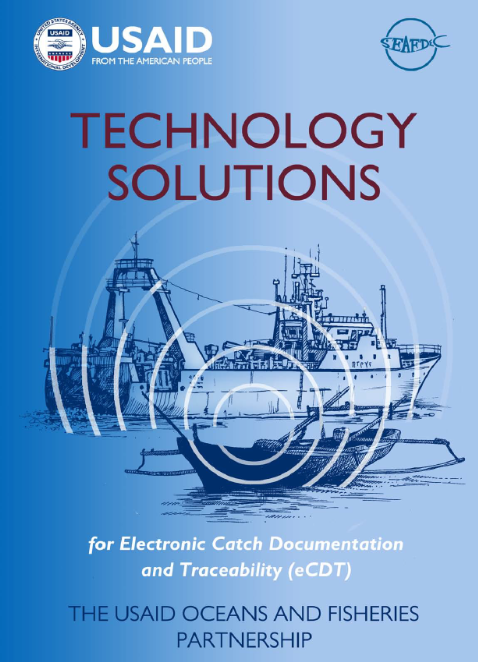 USAID
FROM THE AMERICAN PEOPLE
SEAFDEC
TECHNOLOGY
SOLUTIONS
for Electronic Catch Documentation
and Traceability (eCDT)
THE USAID OCEANS AND FISHERIES
PARTNERSHIP